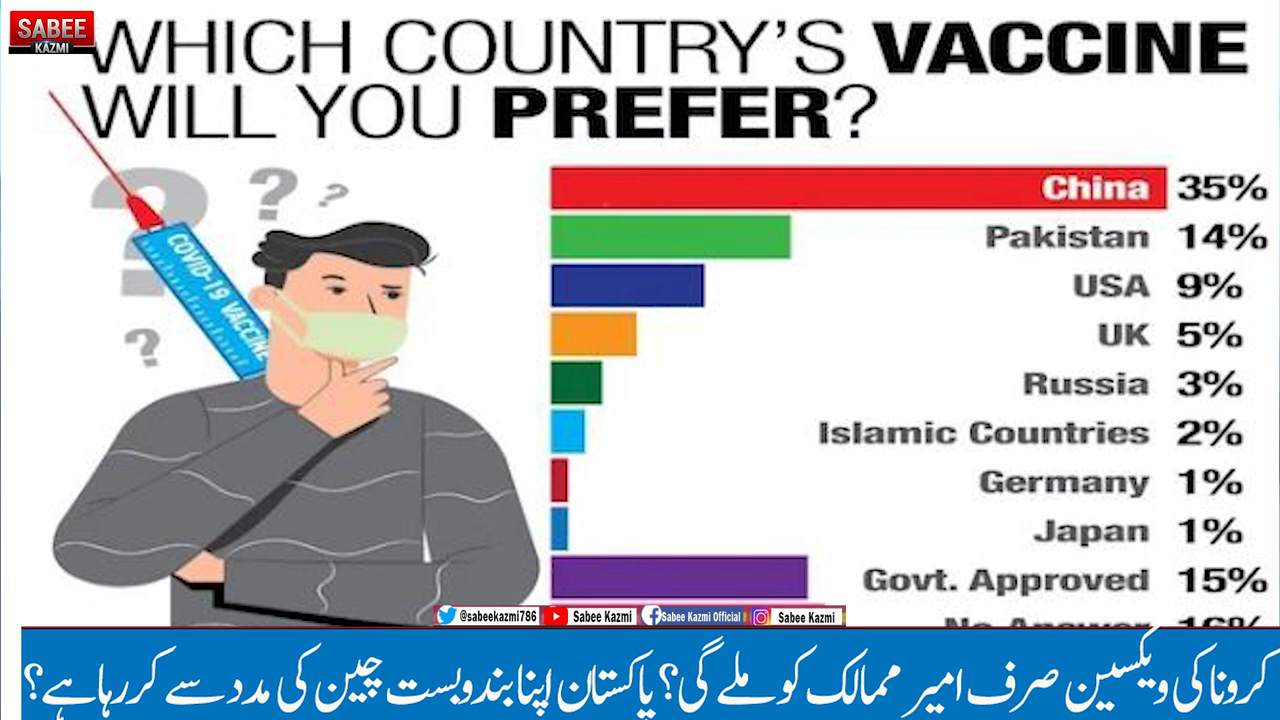 SABEE
KAZMI
WHICH COUNTRY'S VACCINE
WILL YOU PREFER?
? ? ?
?
COVID-19 VACCINE
China 35%
Pakistan 14%
USA 9%
UK 5%
Russia 3%
Islamic Countries 2%
Germany 1%
Japan 1%
Govt. Approved 15%
No Answer 16%
@sabeekazmi786 Sabee Kazmi Sabee Kazmi Official Sabee Kazmi
کرونا کی ویکسین صرف امیر ممالک کو ملے گی؟ پاکستان اپنا بندوبست چین کی مدد سے کر رہا ہے؟